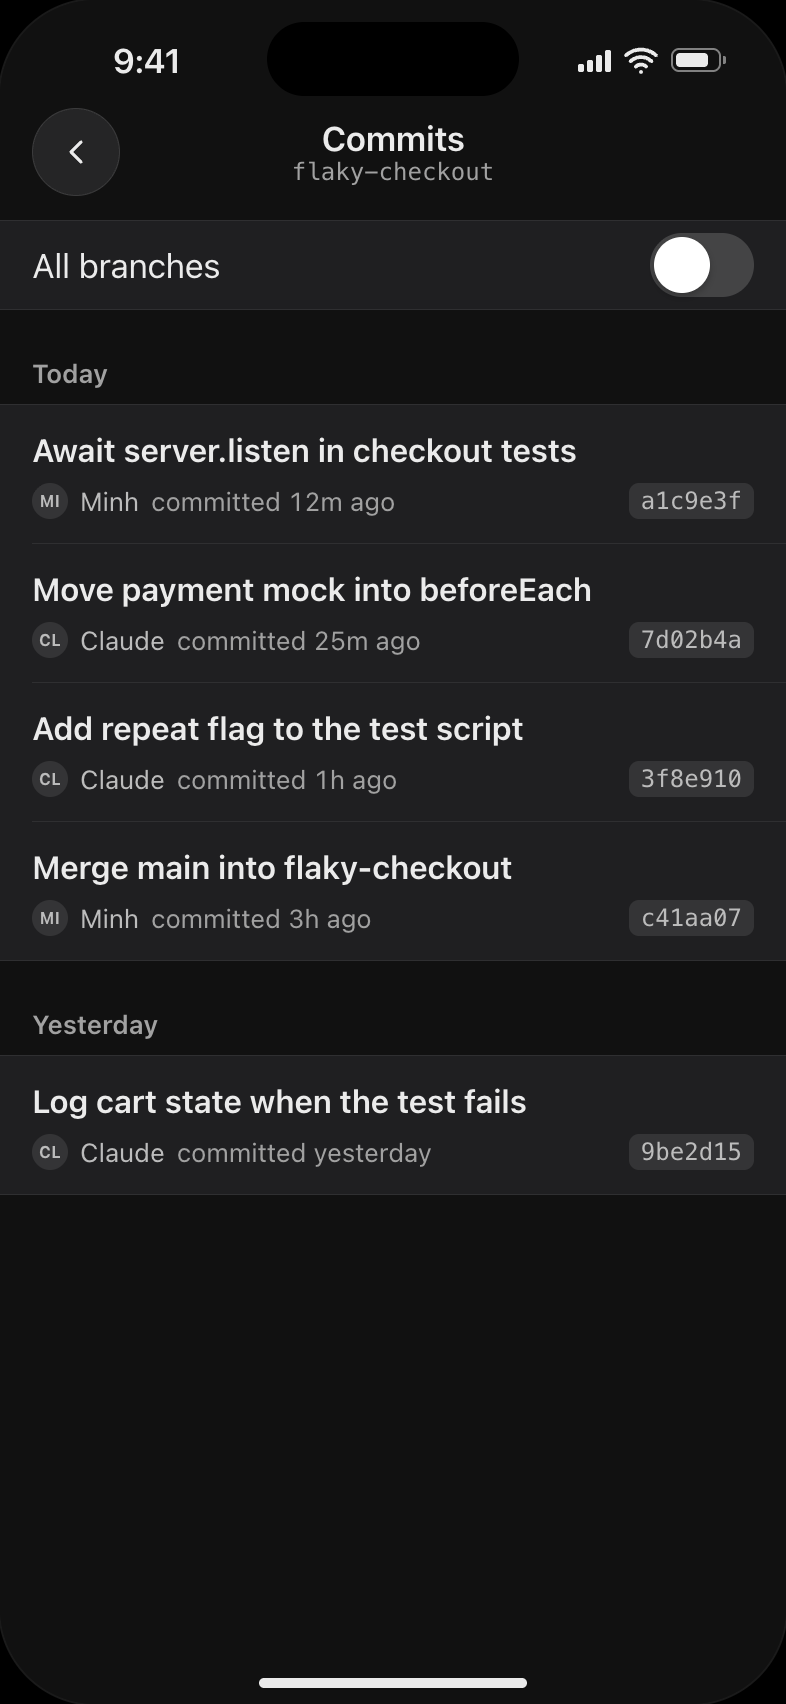 9:41
Commits
flaky-checkout
All branches
Today
Await server.listen in checkout tests
MI Minh committed 12m ago a1c9e3f
Move payment mock into beforeEach
CL Claude committed 25m ago 7d02b4a
Add repeat flag to the test script
CL Claude committed 1h ago 3f8e910
Merge main into flaky-checkout
MI Minh committed 3h ago c41aa07
Yesterday
Log cart state when the test fails
CL Claude committed yesterday 9be2d15